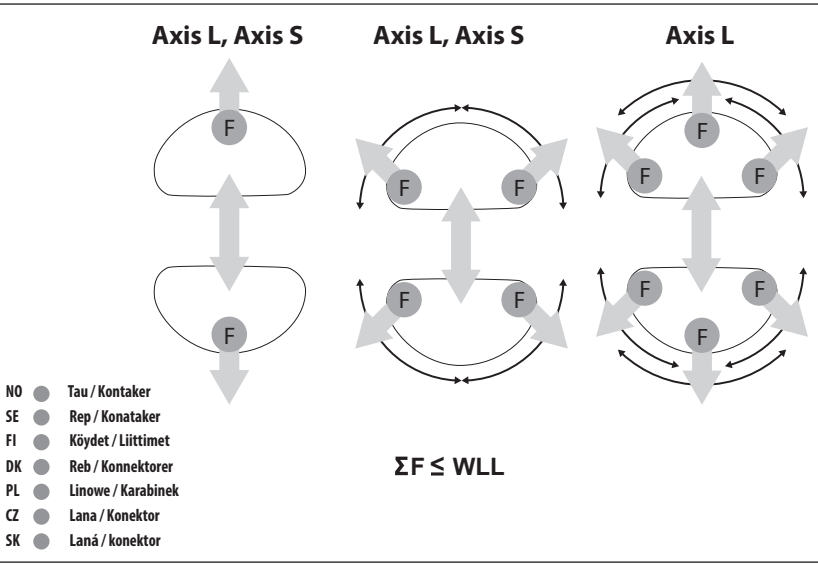 Axis L, Axis S
Axis L, Axis S
Axis L
F
F
F
F
F
F
F
F
F
F
F
F
NO Tau / Kontaker
SE Rep / Konataker
FI Köydet / Liittimet
DK Reb / Konnektorer
PL Linowe / Karabinek
CZ Lana / Konektor
SK Laná / konektor
ΣF ≤ WLL